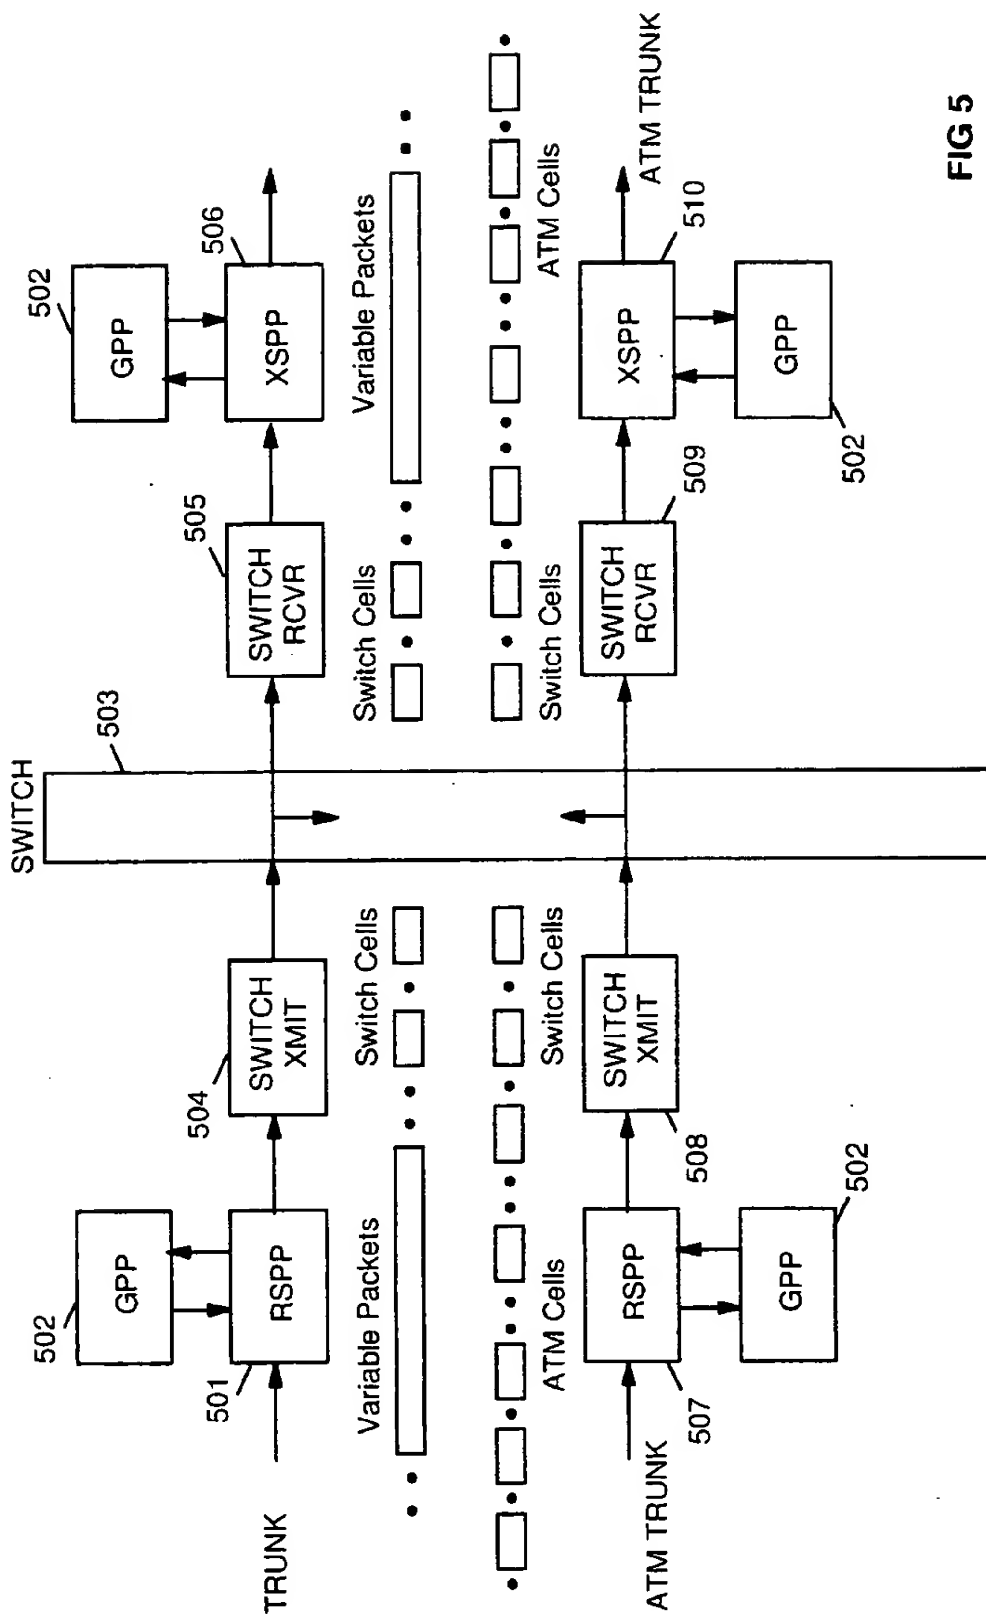 SWITCH
503
502
GPP
501
RSPP
TRUNK
504
SWITCH
XMIT
505
SWITCH
RCVR
502
GPP
506
XSPP
Variable Packets
Switch Cells
Switch Cells
Variable Packets
ATM Cells
Switch Cells
Switch Cells
ATM Cells
ATM TRUNK
RSPP
507
GPP
502
SWITCH
XMIT
508
SWITCH
RCVR
509
XSPP
510
GPP
502
ATM TRUNK
FIG 5